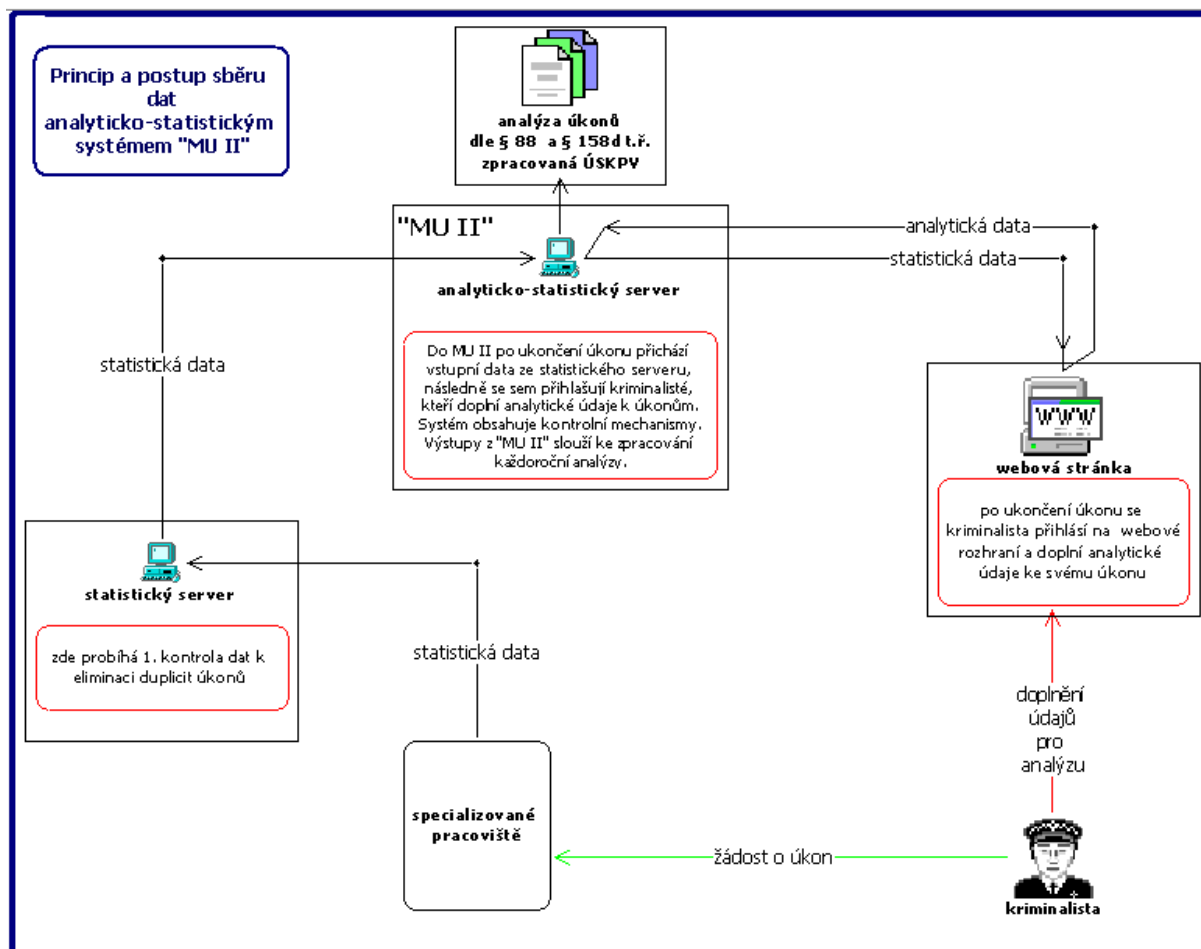 Princip a postup sběru
dat
analyticko-statistickým
systémem "MU II"
analýza úkonů
dle § 88 a § 158d t.ř.
zpracovaná ÚSKPV
"MU II"
analyticko-statistický server
Do MU II po ukončení úkonu přichází
vstupní data ze statistického serveru,
následně se sem přihlašují kriminalisté,
kteří doplní analytické údaje k úkonům.
Systém obsahuje kontrolní mechanismy.
Výstupy z "MU II" slouží ke zpracování
každoroční analýzy.
analytická data
statistická data
statistická data
WWW
webová stránka
po ukončení úkonu se
kriminalista přihlásí na webové
rozhraní a doplní analytické
údaje ke svému úkonu
statistický server
zde probíhá 1. kontrola dat k
eliminaci duplicit úkonů
statistická data
doplnění
údajů
pro
analýzu
specializované
pracoviště
žádost o úkon
kriminalista